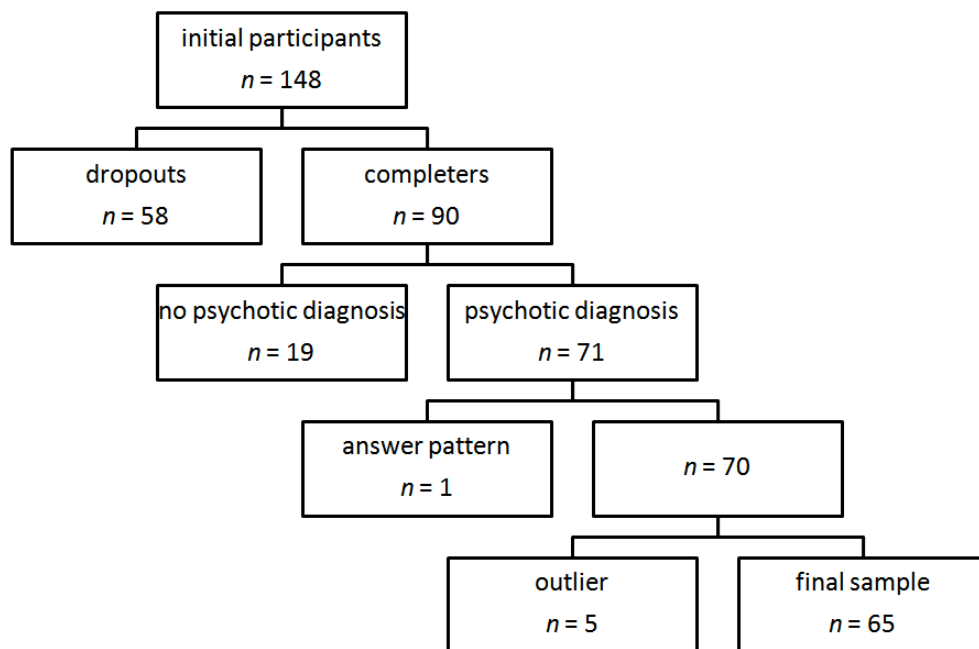 initial participants
n = 148
dropouts
n = 58
completers
n = 90
no psychotic diagnosis
n = 19
psychotic diagnosis
n = 71
answer pattern
n = 1
n = 70
outlier
n = 5
final sample
n = 65